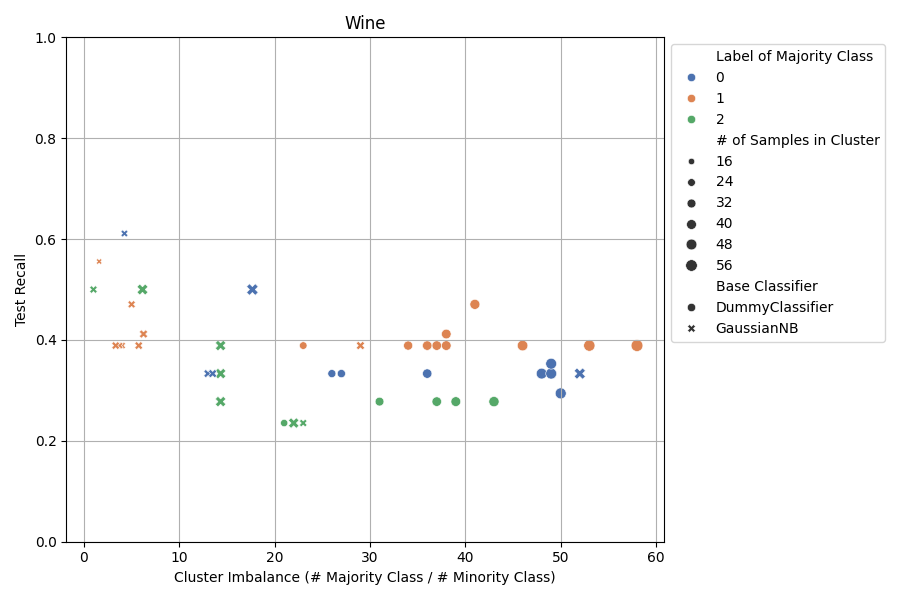 Wine
1.0
0.8
0.6
0.4
0.2
0.0
Test Recall
0 10 20 30 40 50 60
Cluster Imbalance (# Majority Class / # Minority Class)
Label of Majority Class
0
1
2
# of Samples in Cluster
16
24
32
40
48
56
Base Classifier
DummyClassifier
GaussianNB